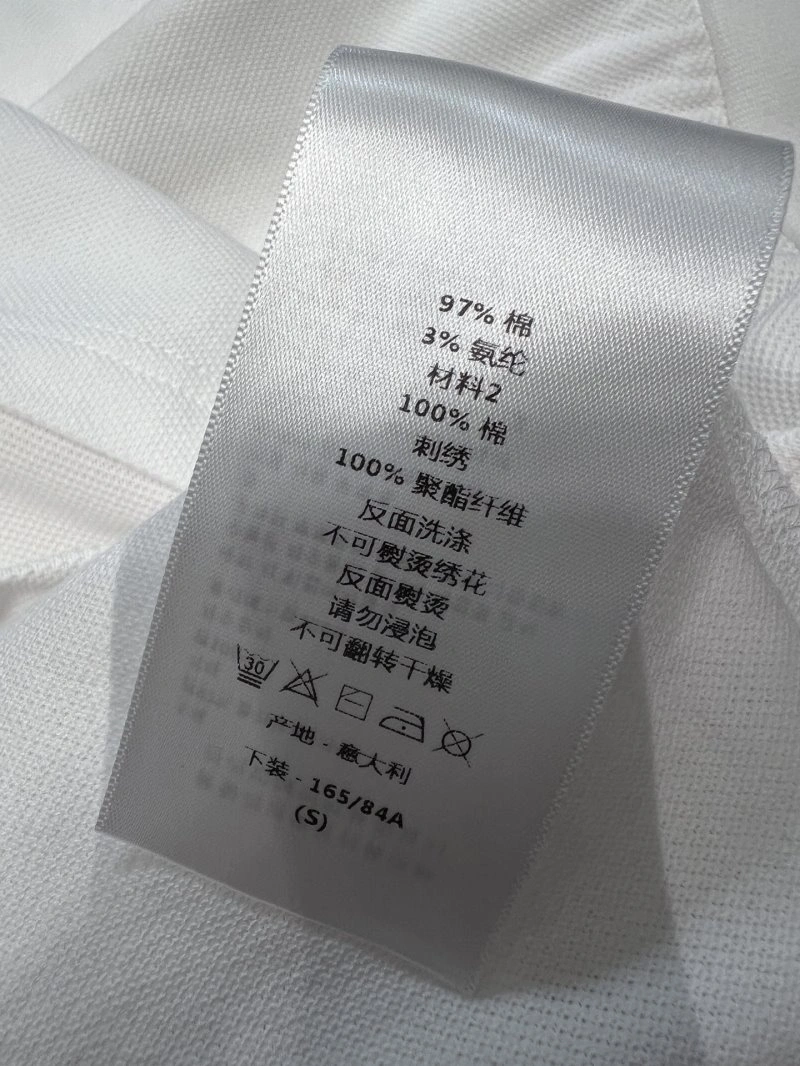 97% 棉
3% 氨纶
材料2
100% 棉
刺绣
100% 聚酯纤维
反面洗涤
不可熨烫绣花
反面熨烫
请勿浸泡
不可翻转干燥
30
产地 - 意大利
下装 - 165/84A
(S)